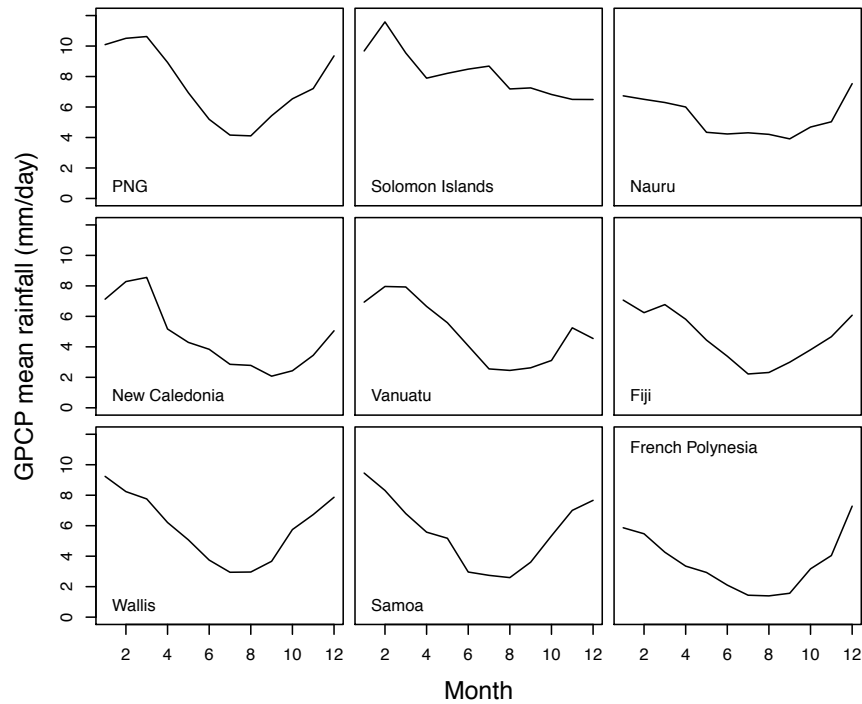 GPCP mean rainfall (mm/day)
0 2 4 6 8 10
PNG
Solomon Islands
Nauru
0 2 4 6 8 10
New Caledonia
Vanuatu
Fiji
0 2 4 6 8 10
French Polynesia
Wallis
Samoa
2 4 6 8 10 12
2 4 6 8 10 12
2 4 6 8 10 12
Month